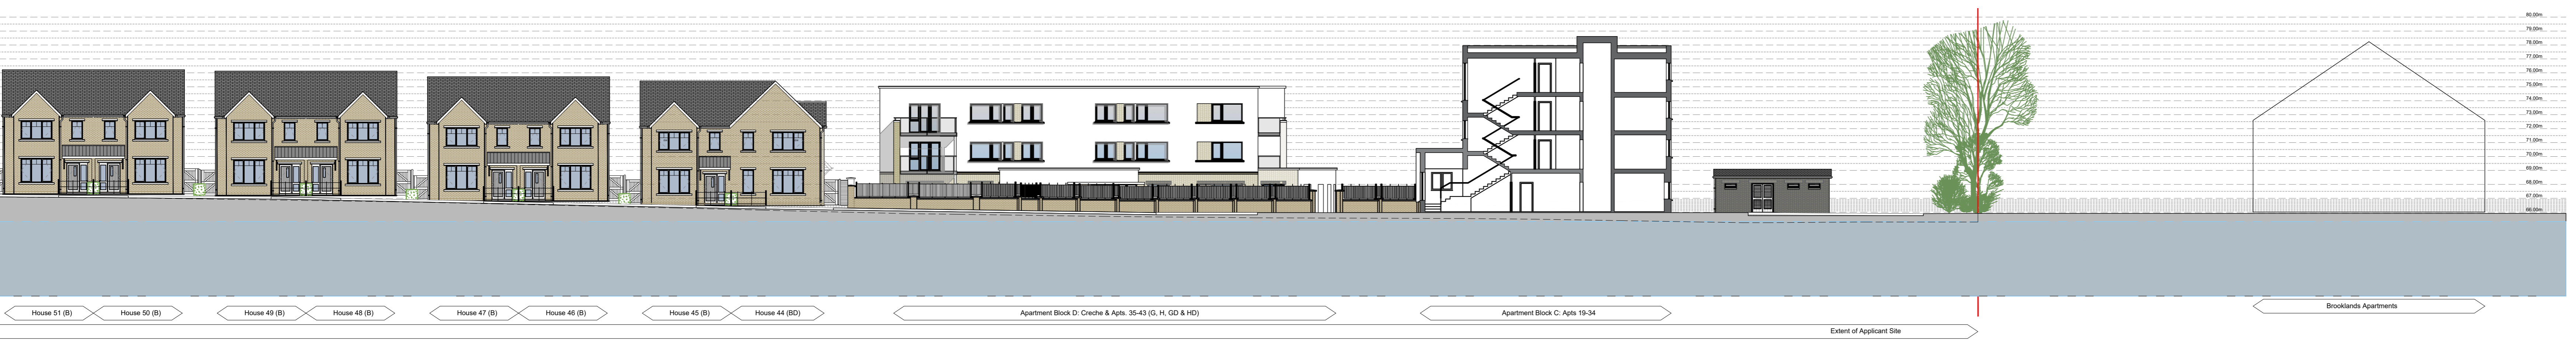 80,00m
79,00m
78,00m
77,00m
76,00m
75,00m
74,00m
73,00m
72,00m
71,00m
70,00m
69,00m
68,00m
67,00m
66,00m
House 51 (B)
House 50 (B)
House 49 (B)
House 48 (B)
House 47 (B)
House 46 (B)
House 45 (B)
House 44 (BD)
Apartment Block D: Creche & Apts. 35-43 (G, H, GD & HD)
Apartment Block C: Apts 19-34
Brooklands Apartments
Extent of Applicant Site